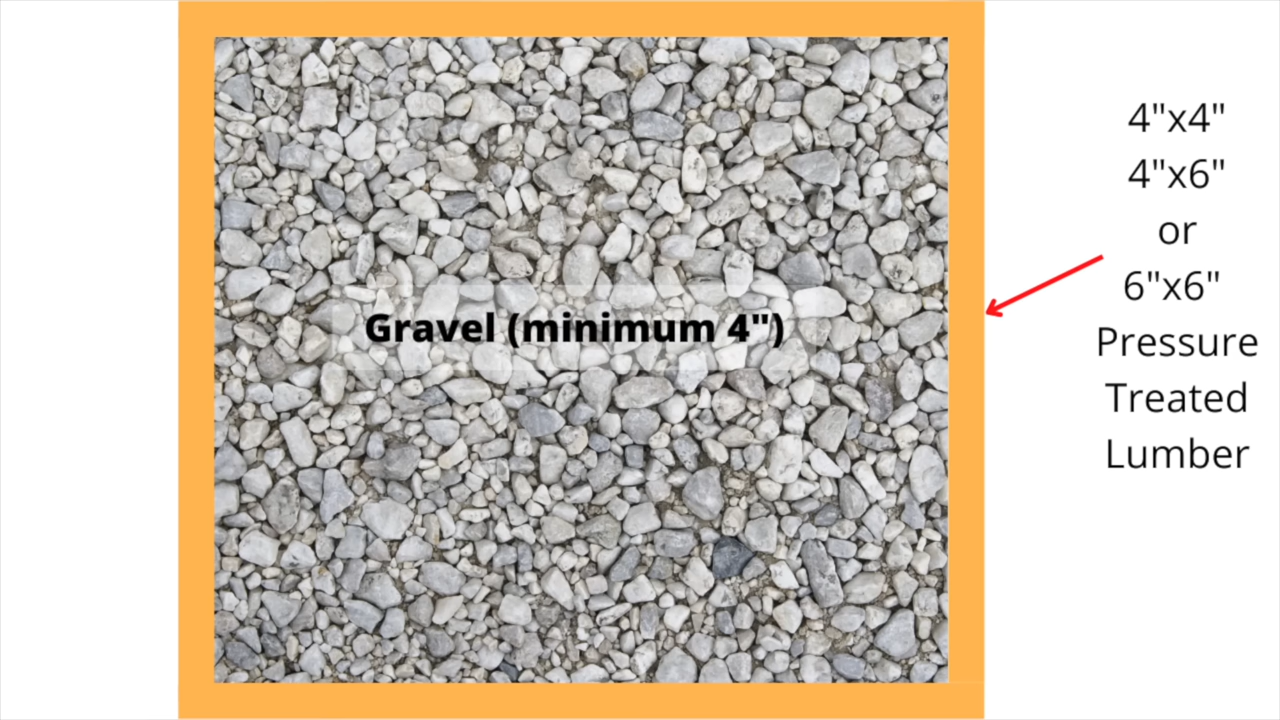 Gravel (minimum 4")
4"x4"
4"x6"
or
6"x6"
Pressure
Treated
Lumber